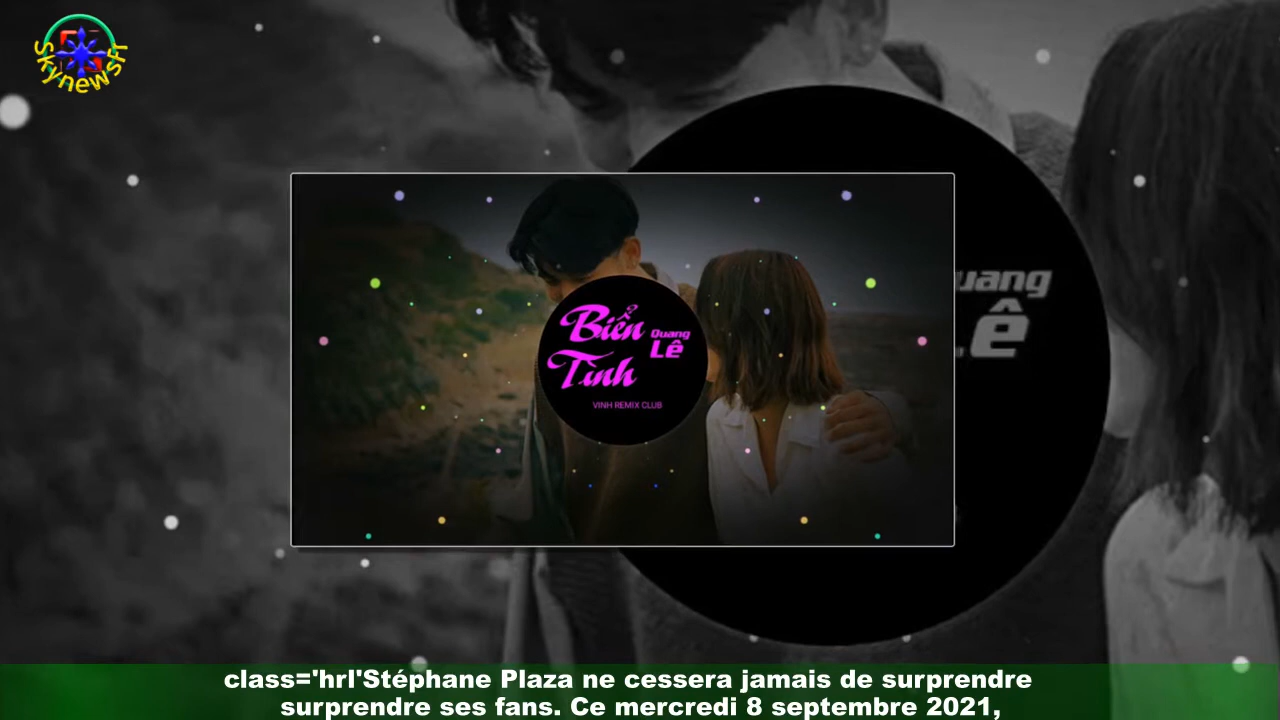 Skynewsfr
uang
Ê
Biển
Quang
Lê
Tình
VINH REMIX CLUB
class='hrl'Stéphane Plaza ne cessera jamais de surprendre
surprendre ses fans. Ce mercredi 8 septembre 2021,